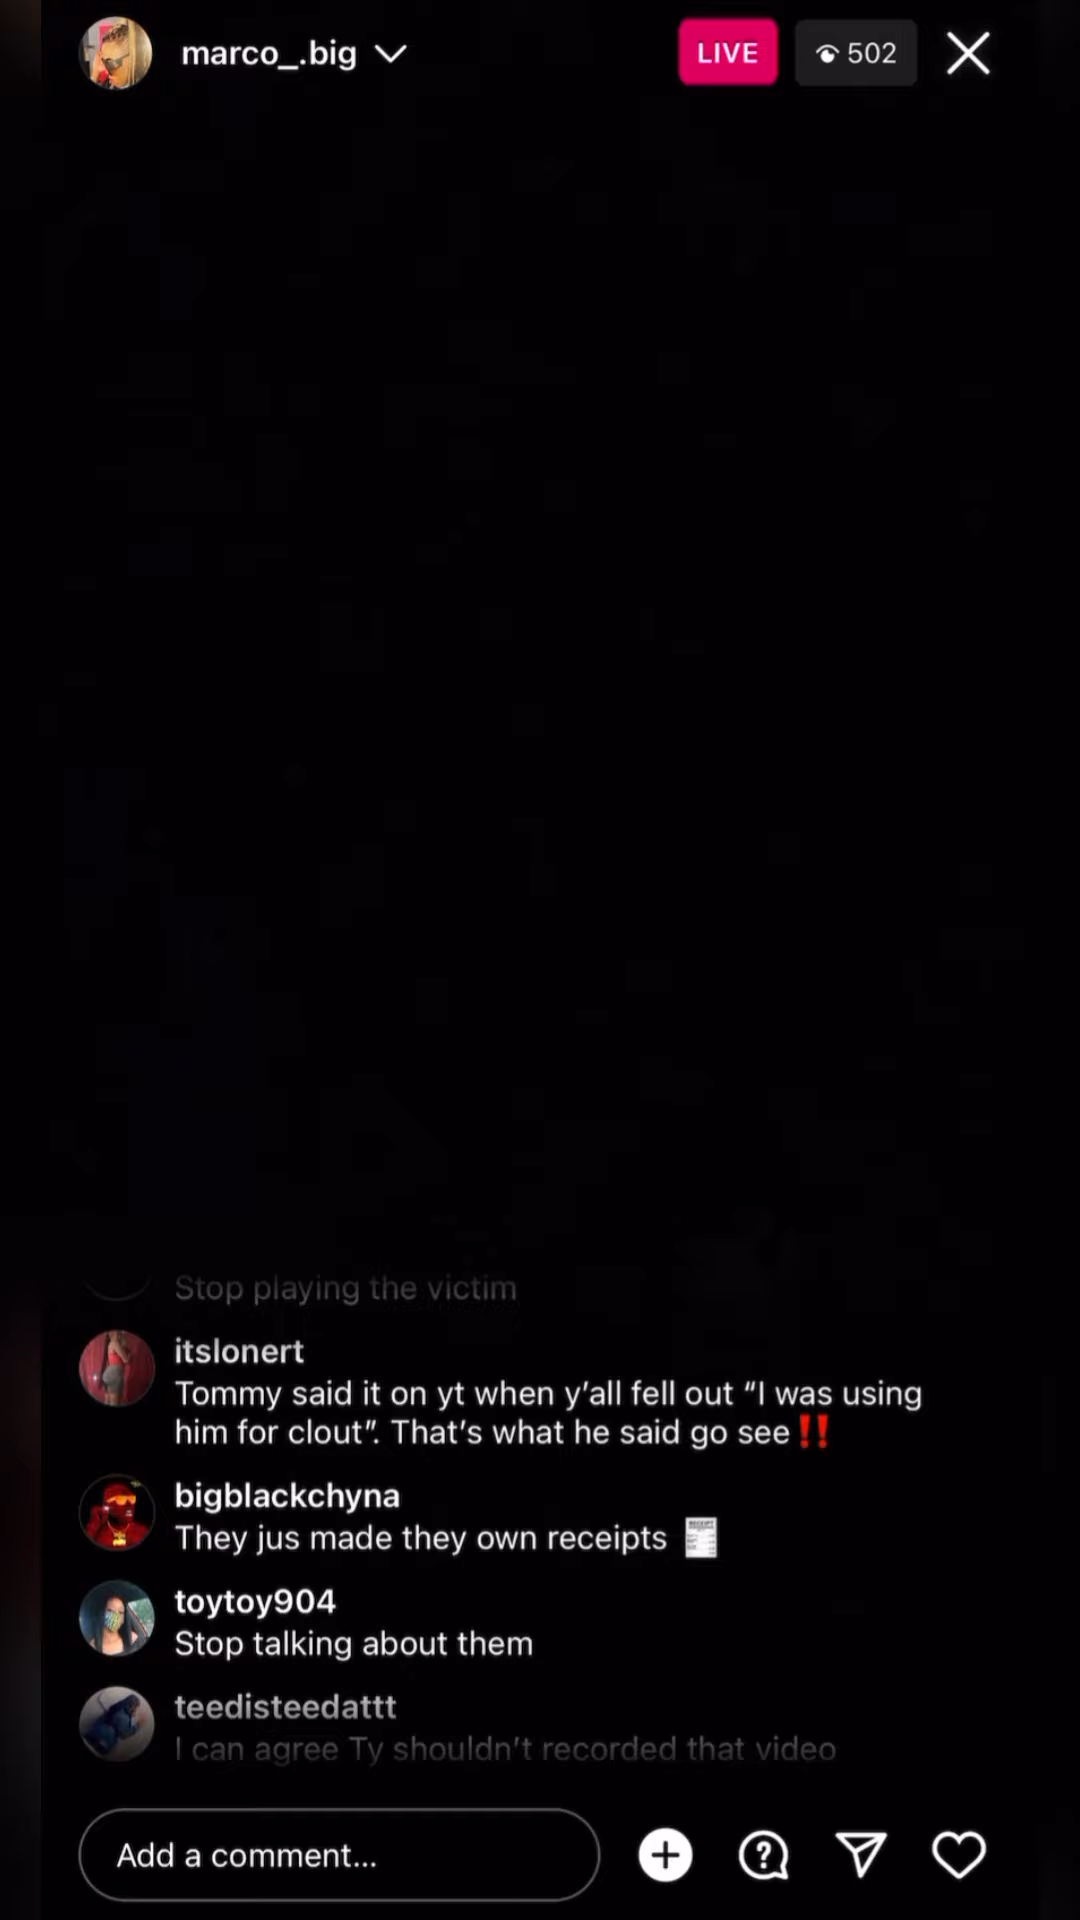 marco_.big
LIVE
502
Stop playing the victim
itslonert
Tommy said it on yt when y’all fell out “I was using
him for clout”. That’s what he said go see‼️
bigblackchyna
They jus made they own receipts 🧾
toytoy904
Stop talking about them
teedisteedattt
I can agree Ty shouldn’t recorded that video
Add a comment...